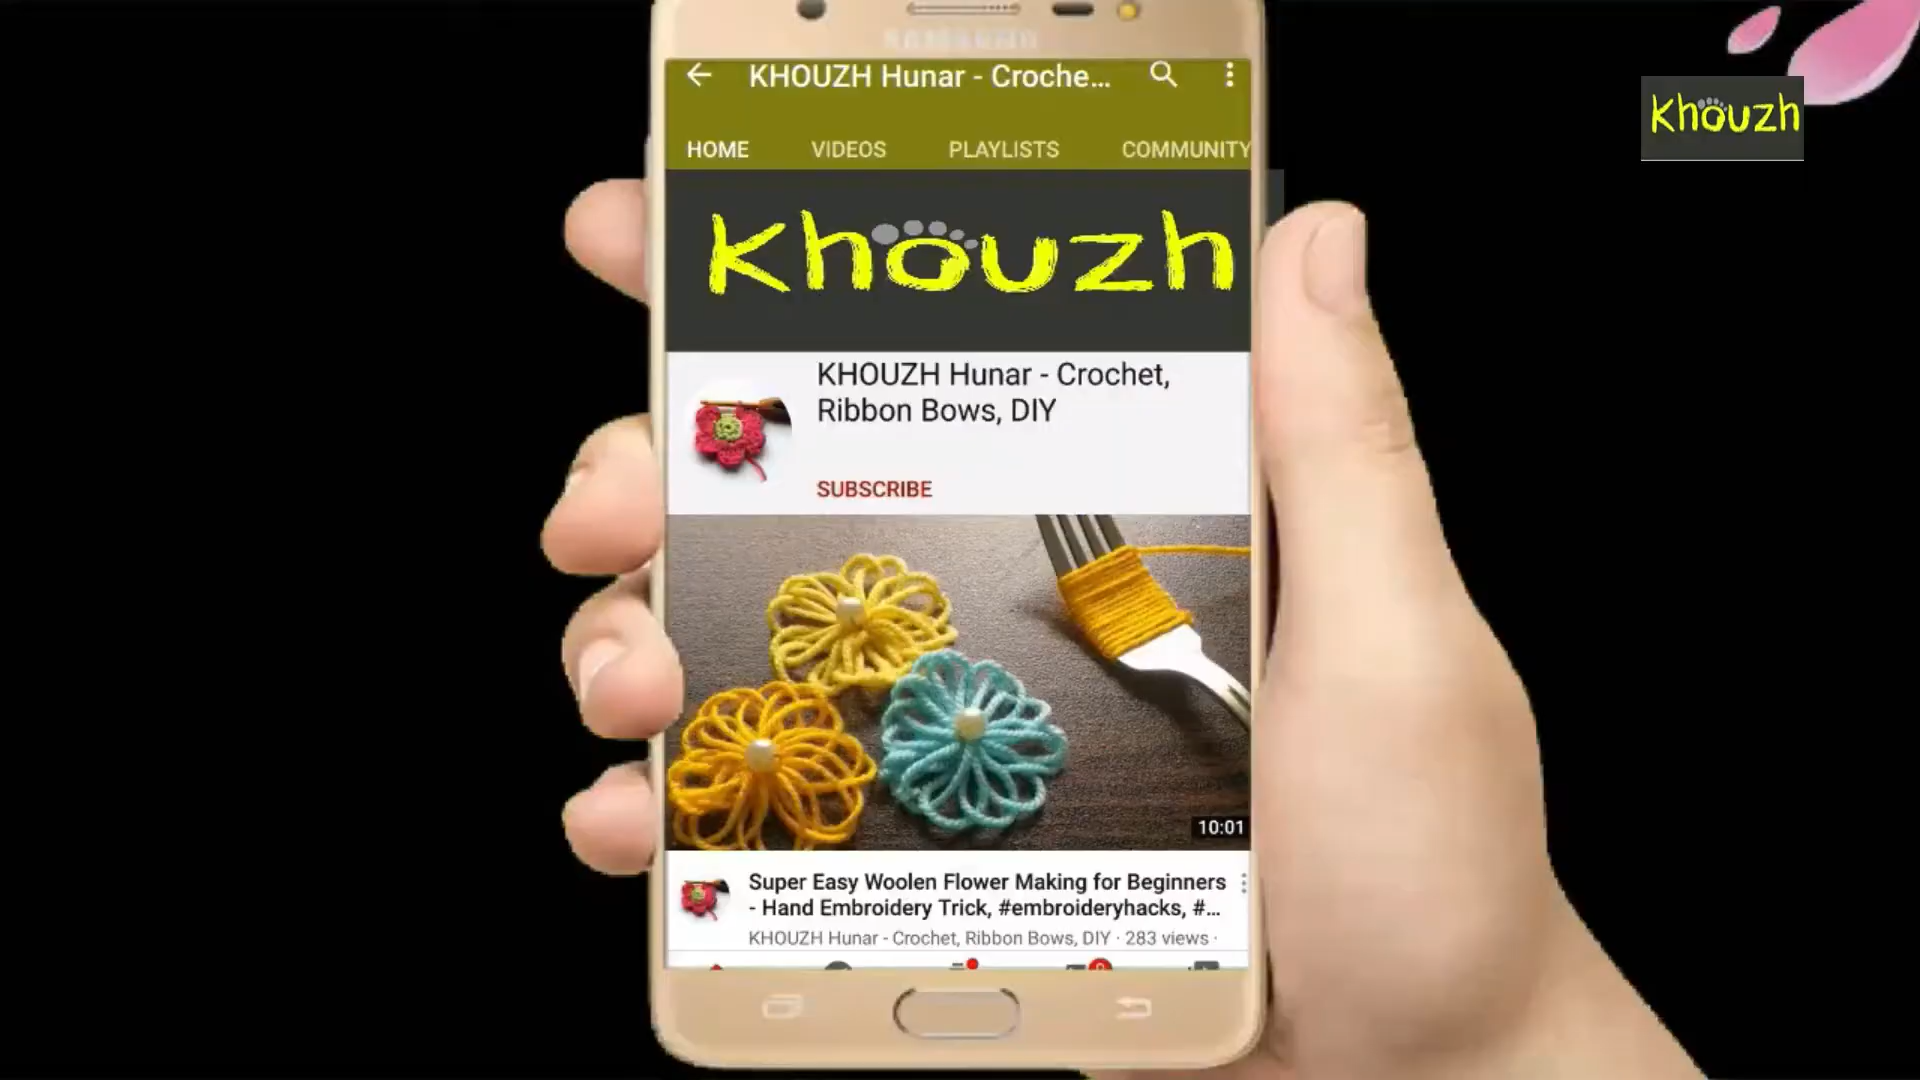 SAMSUNG
KHOUZH Hunar - Croche...
HOME VIDEOS PLAYLISTS COMMUNITY
Khouzh
Khouzh
KHOUZH Hunar - Crochet,
Ribbon Bows, DIY
SUBSCRIBE
10:01
Super Easy Woolen Flower Making for Beginners
- Hand Embroidery Trick, #embroideryhacks, #...
KHOUZH Hunar - Crochet, Ribbon Bows, DIY · 283 views ·